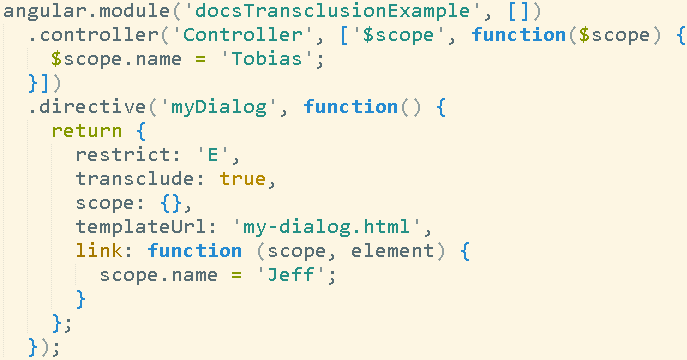 angular.module('docsTransclusionExample', [])
  .controller('Controller', ['$scope', function($scope) {
    $scope.name = 'Tobias';
  }])
  .directive('myDialog', function() {
    return {
      restrict: 'E',
      transclude: true,
      scope: {},
      templateUrl: 'my-dialog.html',
      link: function (scope, element) {
        scope.name = 'Jeff';
      }
    };
  });